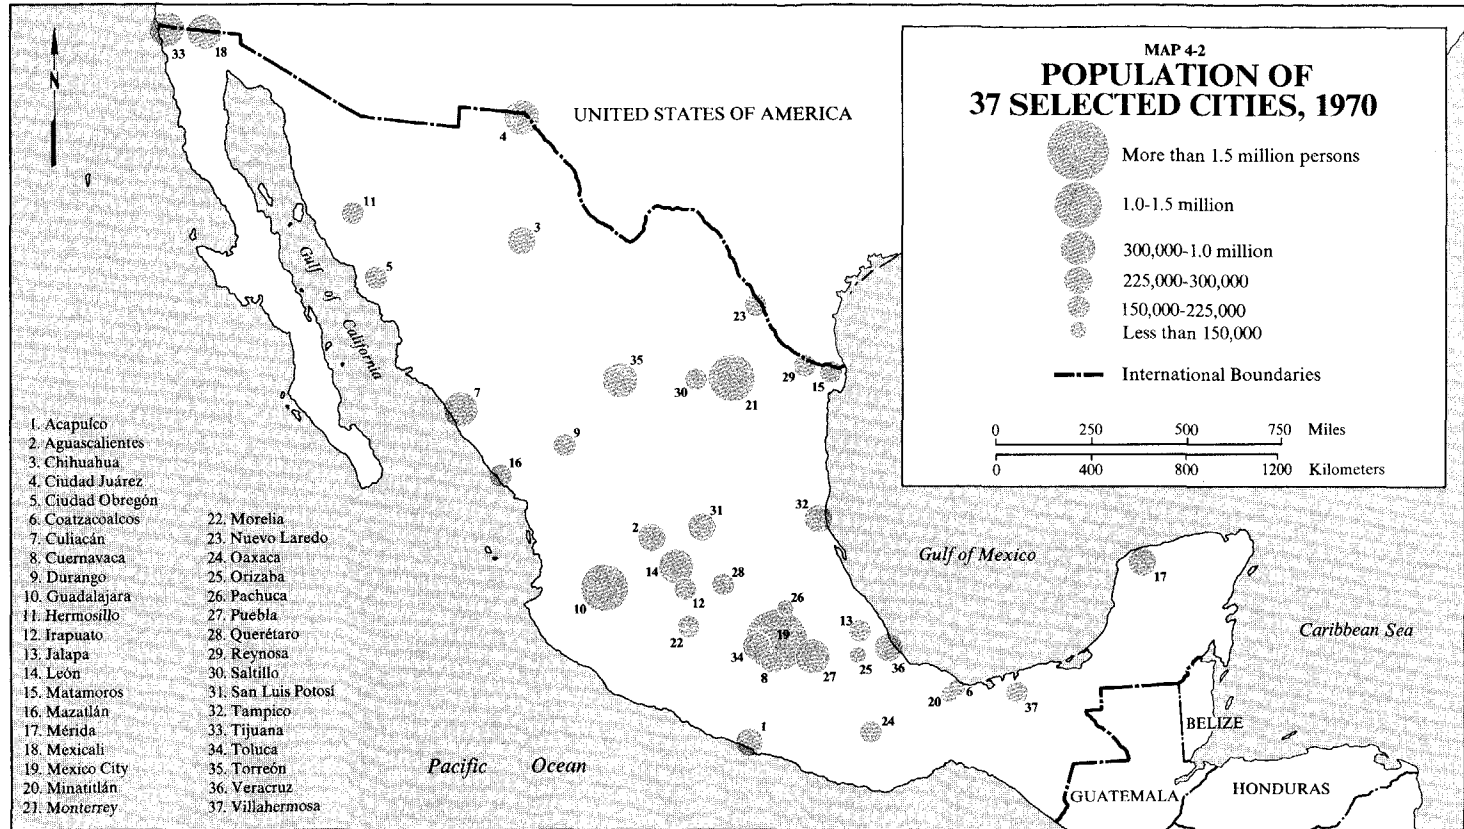 MAP 4-2
POPULATION OF
37 SELECTED CITIES, 1970
More than 1.5 million persons
1.0-1.5 million
300,000-1.0 million
225,000-300,000
150,000-225,000
Less than 150,000
International Boundaries
0 250 500 750 Miles
0 400 800 1200 Kilometers
N
UNITED STATES OF AMERICA
Gulf of California
Gulf of Mexico
Caribbean Sea
Pacific Ocean
BELIZE
GUATEMALA
HONDURAS
33
18
4
11
3
5
23
35
30
21
29
15
7
9
16
32
31
2
14
28
12
10
17
26
22
19
13
34
8
27
25
36
20
6
37
24
1
1. Acapulco
2. Aguascalientes
3. Chihuahua
4. Ciudad Juárez
5. Ciudad Obregón
6. Coatzacoalcos
7. Culiacán
8. Cuernavaca
9. Durango
10. Guadalajara
11. Hermosillo
12. Irapuato
13. Jalapa
14. León
15. Matamoros
16. Mazatlán
17. Mérida
18. Mexicali
19. Mexico City
20. Minatitlán
21. Monterrey
22. Morelia
23. Nuevo Laredo
24. Oaxaca
25. Orizaba
26. Pachuca
27. Puebla
28. Querétaro
29. Reynosa
30. Saltillo
31. San Luis Potosí
32. Tampico
33. Tijuana
34. Toluca
35. Torreón
36. Veracruz
37. Villahermosa